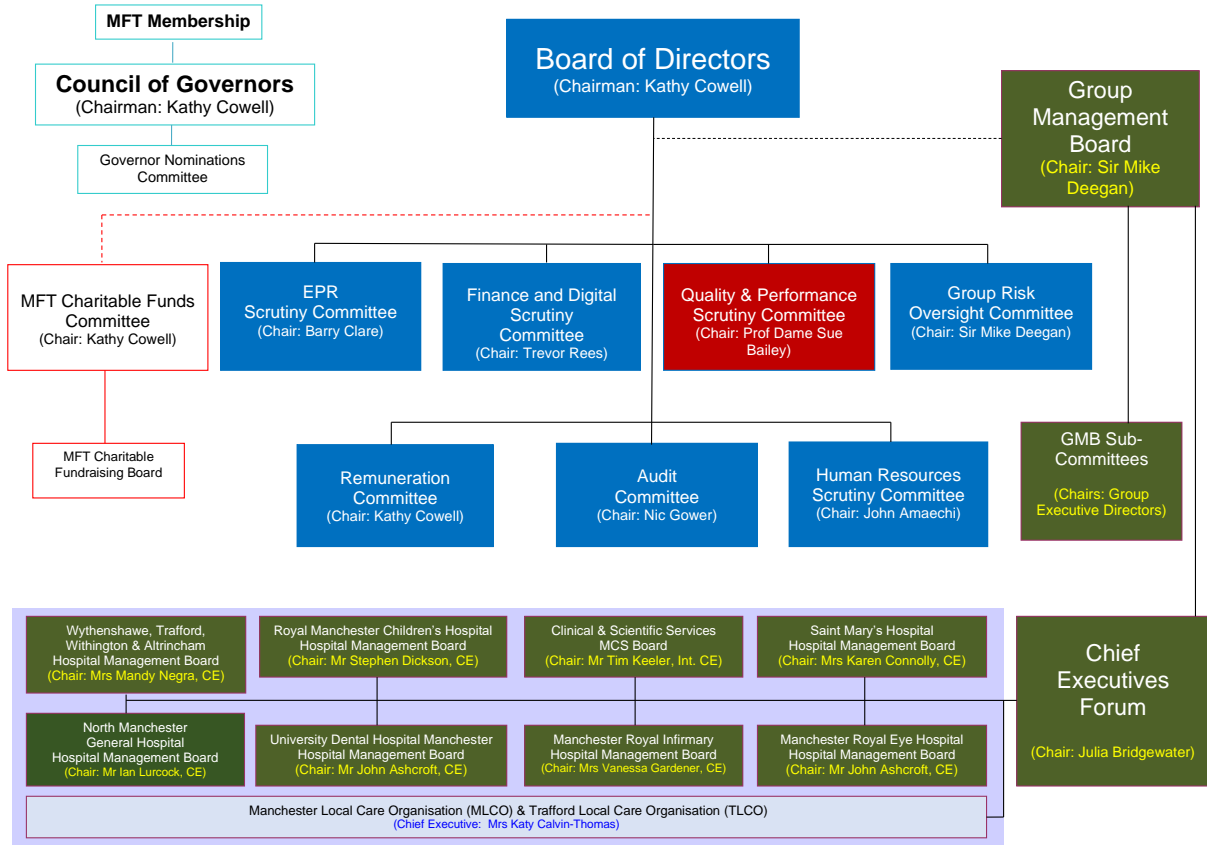 MFT Membership
Council of Governors
(Chairman: Kathy Cowell)
Governor Nominations
Committee
Board of Directors
(Chairman: Kathy Cowell)
Group
Management
Board
(Chair: Sir Mike
Deegan)
MFT Charitable Funds
Committee
(Chair: Kathy Cowell)
EPR
Scrutiny Committee
(Chair: Barry Clare)
Finance and Digital
Scrutiny
Committee
(Chair: Trevor Rees)
Quality & Performance
Scrutiny Committee
(Chair: Prof Dame Sue
Bailey)
Group Risk
Oversight Committee
(Chair: Sir Mike Deegan)
MFT Charitable
Fundraising Board
Remuneration
Committee
(Chair: Kathy Cowell)
Audit
Committee
(Chair: Nic Gower)
Human Resources
Scrutiny Committee
(Chair: John Amaechi)
GMB Sub-
Committees
(Chairs: Group
Executive Directors)
Wythenshawe, Trafford,
Withington & Altrincham
Hospital Management Board
(Chair: Mrs Mandy Negra, CE)
Royal Manchester Children's Hospital
Hospital Management Board
(Chair: Mr Stephen Dickson, CE)
Clinical & Scientific Services
MCS Board
(Chair: Mr Tim Keeler, Int. CE)
Saint Mary's Hospital
Hospital Management Board
(Chair: Mrs Karen Connolly, CE)
Chief
Executives
Forum
(Chair: Julia Bridgewater)
North Manchester
General Hospital
Hospital Management Board
(Chair: Mr Ian Lurcock, CE)
University Dental Hospital Manchester
Hospital Management Board
(Chair: Mr John Ashcroft, CE)
Manchester Royal Infirmary
Hospital Management Board
(Chair: Mrs Vanessa Gardener, CE)
Manchester Royal Eye Hospital
Hospital Management Board
(Chair: Mr John Ashcroft, CE)
Manchester Local Care Organisation (MLCO) & Trafford Local Care Organisation (TLCO)
(Chief Executive: Mrs Katy Calvin-Thomas)